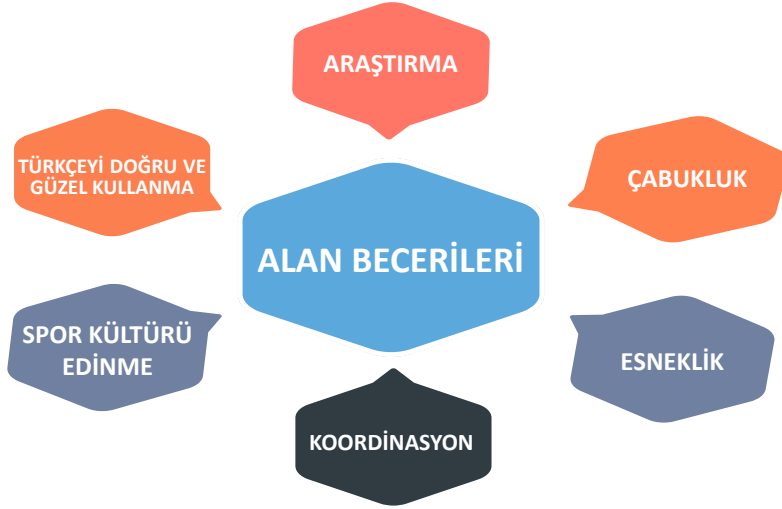 ARAŞTIRMA
TÜRKÇEYİ DOĞRU VE
GÜZEL KULLANMA
ÇABUKLUK
ALAN BECERİLERİ
SPOR KÜLTÜRÜ
EDİNME
ESNEKLİK
KOORDİNASYON